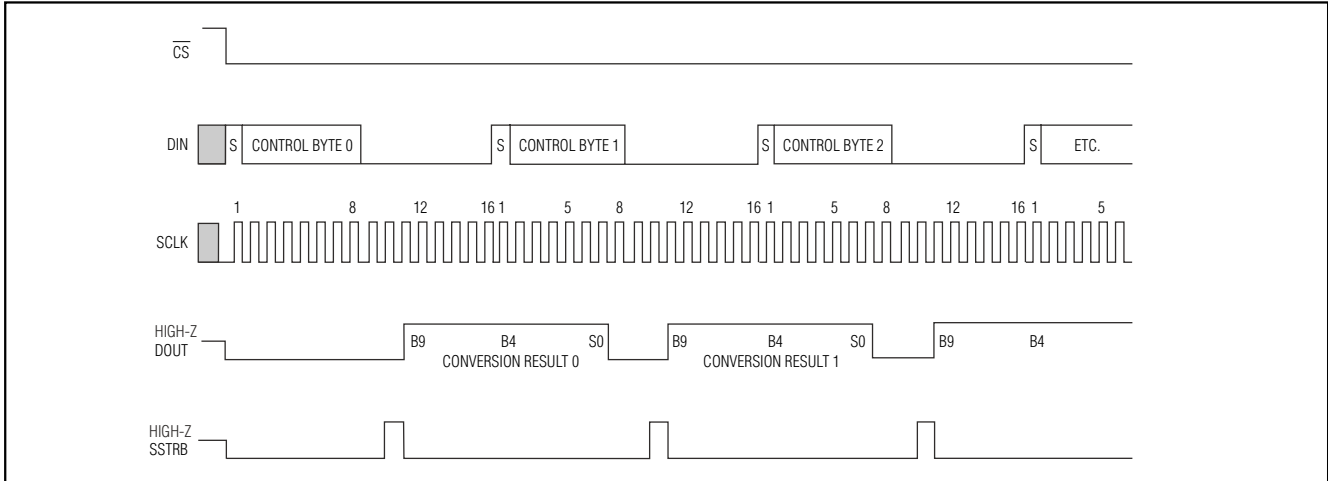 CS
DIN S CONTROL BYTE 0 S CONTROL BYTE 1 S CONTROL BYTE 2 S ETC.
1 8 12 16 1 5 8 12 16 1 5 8 12 16 1 5
SCLK
HIGH-Z
DOUT
B9 B4 S0 B9 B4 S0 B9 B4
CONVERSION RESULT 0 CONVERSION RESULT 1
HIGH-Z
SSTRB